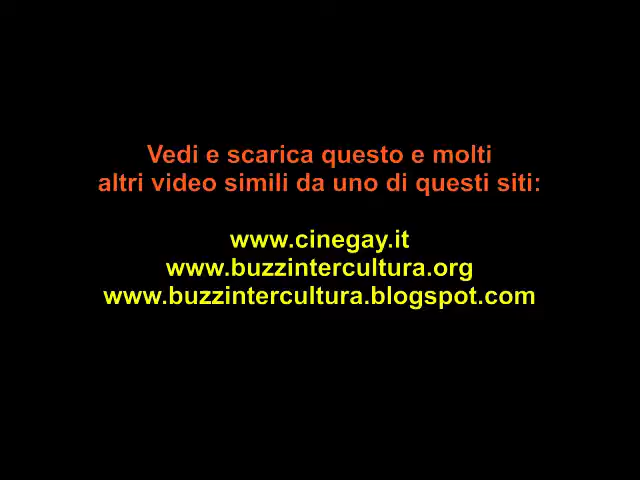 Vedi e scarica questo e molti
altri video simili da uno di questi siti:
www.cinegay.it
www.buzzintercultura.org
www.buzzintercultura.blogspot.com